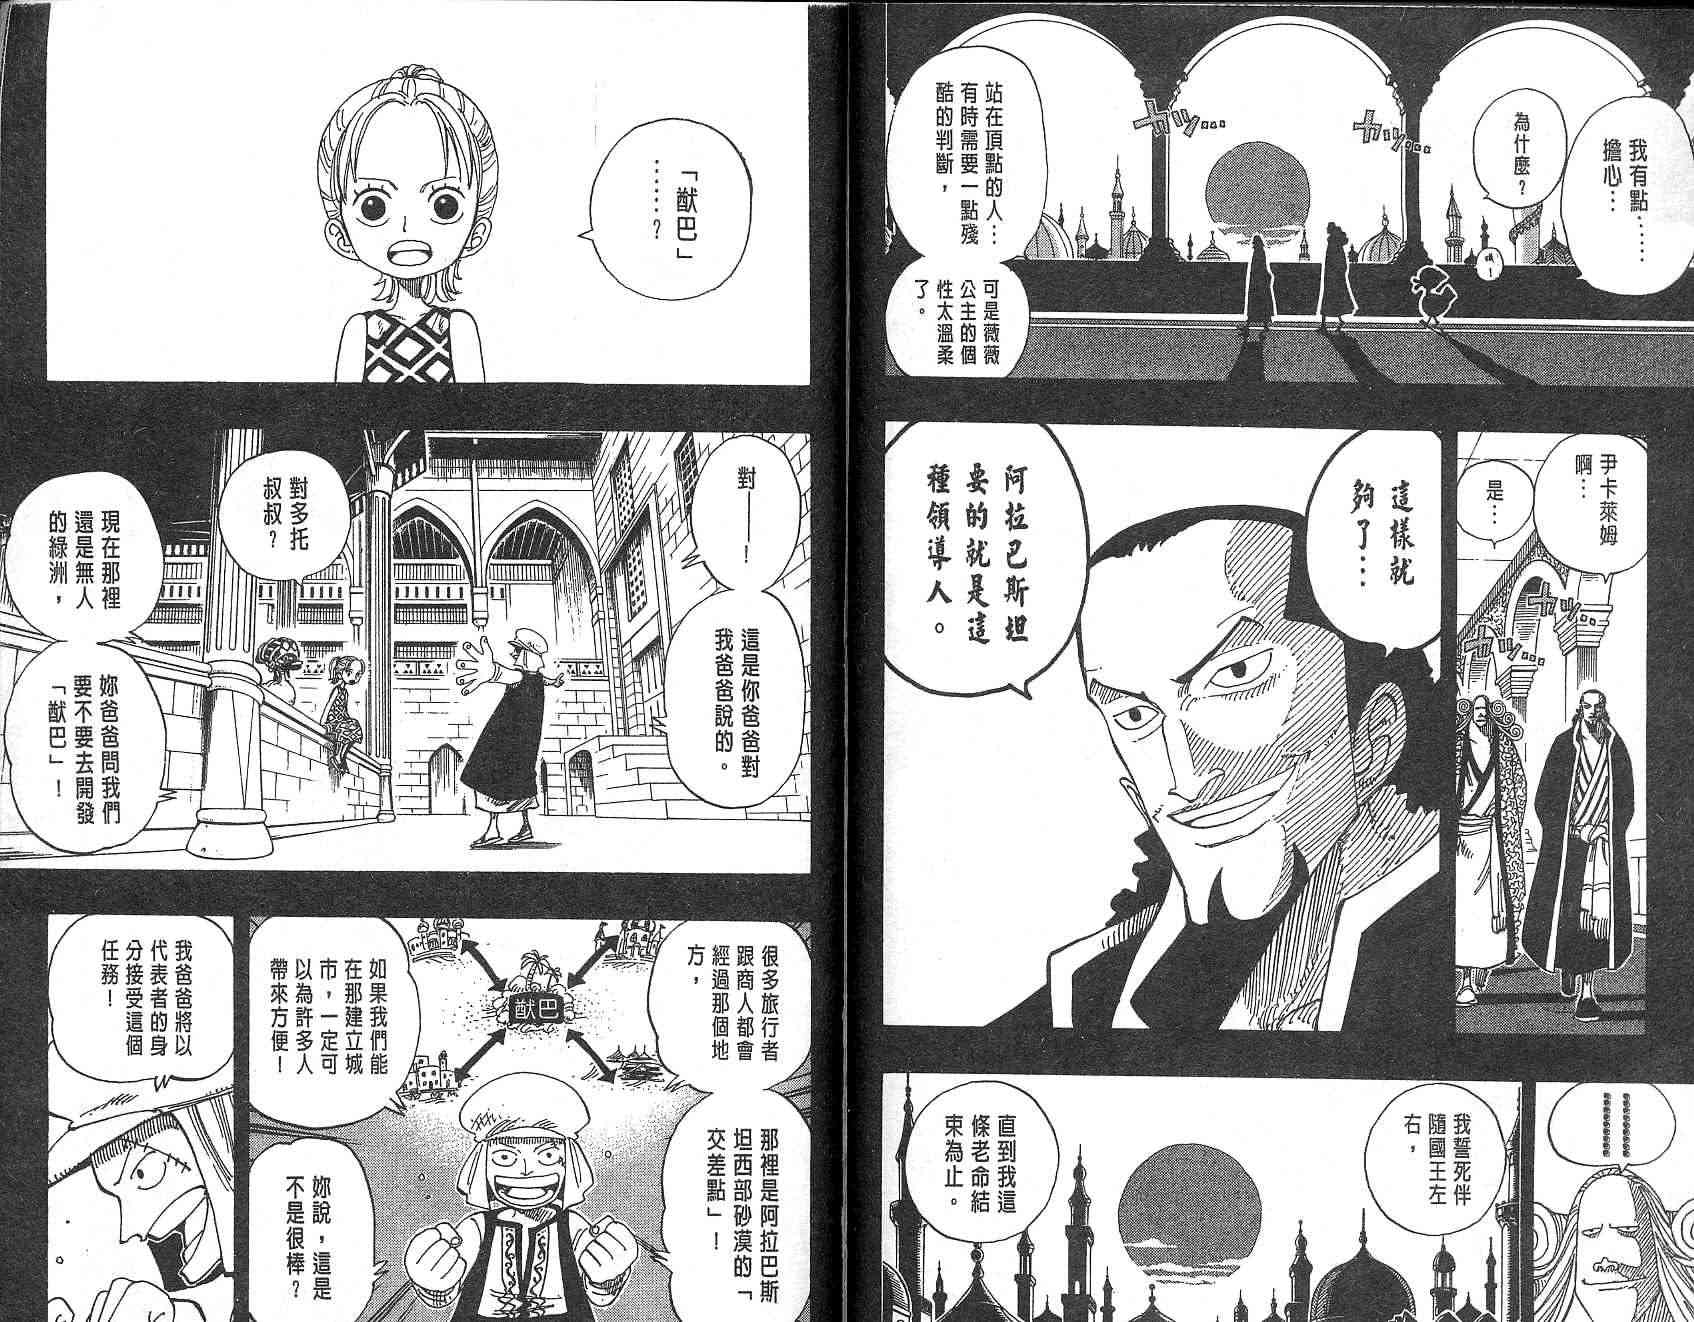 我有點……
擔心…
為什麼？
哦！
站在頂點的人…
有時需要一點殘
酷的判斷，
可是薇薇
公主的個
性太溫柔
了。
カッ…
カッ…
尹卡萊姆
啊…
是…
カッ…
カッ…
這樣就
夠了…
阿拉巴斯坦
要的就是這
種領導人。
我誓死伴
隨國王左
右，
直到我這
條老命結
束為止。
「猷巴」
……？
對──！
這是你爸爸對
我爸爸說的。
對多托
叔叔？
現在那裡
還是無人
的綠洲，
妳爸爸問我們
要不要去開發
「猷巴」！
很多旅行者
跟商人都會
經過那個地
方，
那裡是阿拉巴斯
坦西部砂漠的「
交差點」！
猷巴
如果我們能
在那建立城
市，一定可
以為許多人
帶來方便！
妳說，這是
不是很棒？
我爸爸將以
代表者的身
分接受這個
任務！